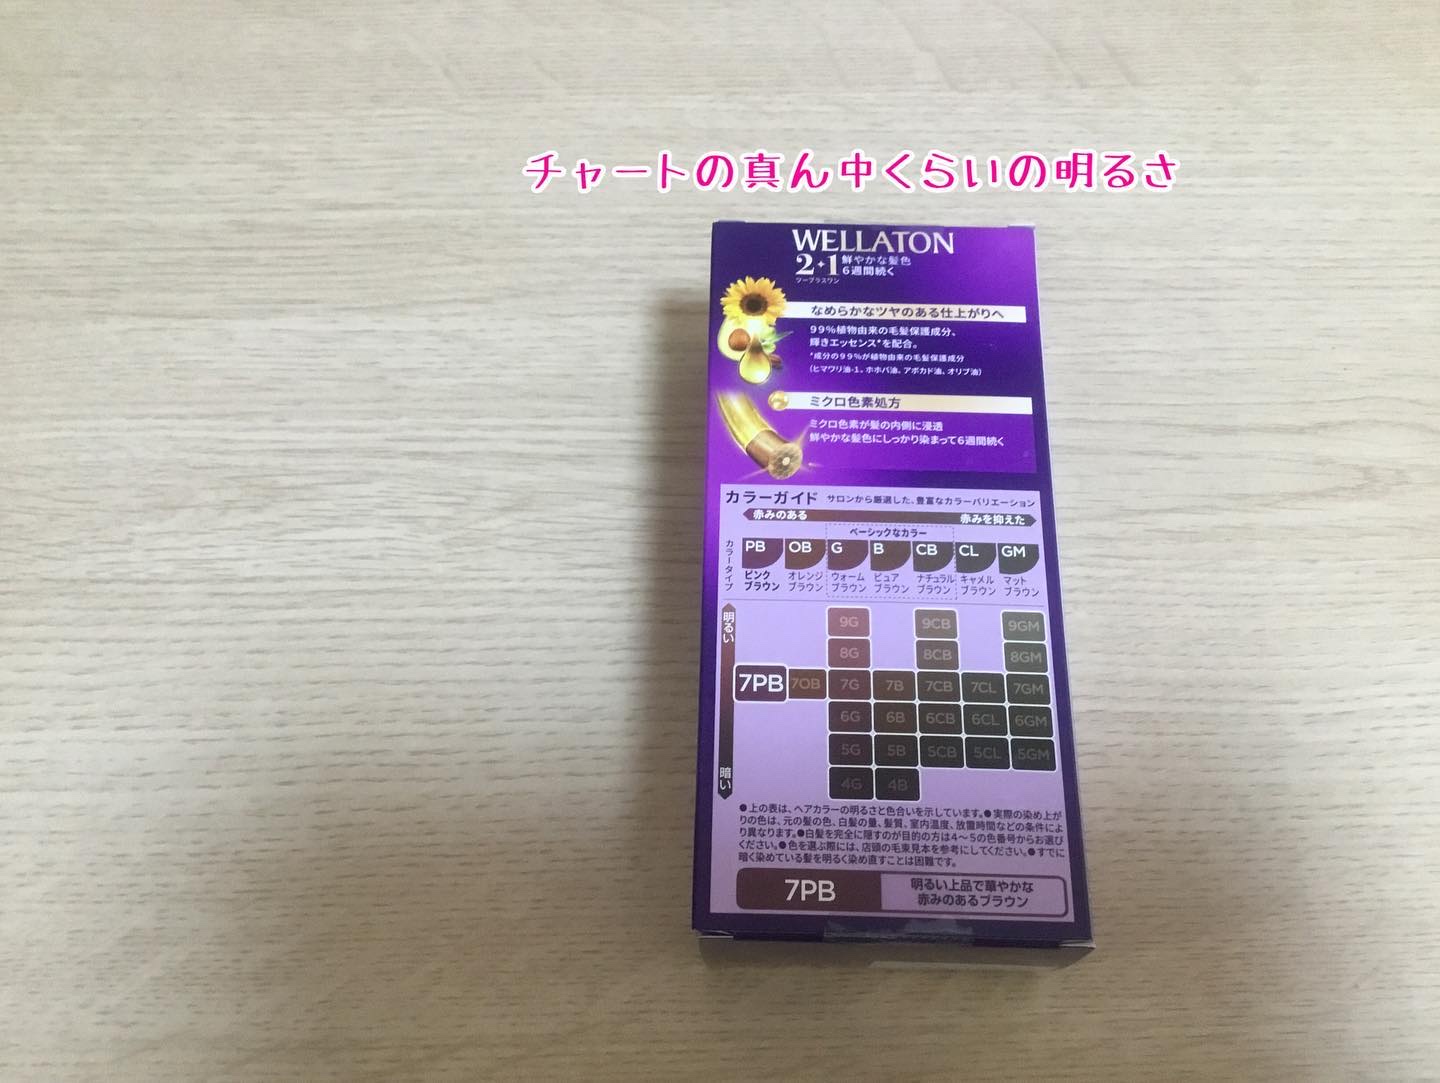 チャートの真ん中くらいの明るさ
WELLATON
2+1 鮮やかな髪色
6週間続く
ツープラスワン
なめらかなツヤのある仕上がりへ
99%植物由来の毛髪保護成分、
輝きエッセンス*を配合。
*成分の99%が植物由来の毛髪保護成分
(ヒマワリ油-1、ホホバ油、アボカド油、オリブ油)
ミクロ色素処方
ミクロ色素が髪の内側に浸透
鮮やかな髪色にしっかり染まって6週間続く
カラーガイド サロンから厳選した、豊富なカラーバリエーション
赤みのある 赤みを抑えた
ベーシックなカラー
カラータイプ
PB OB G B CB CL GM
ピンク オレンジ ウォーム ピュア ナチュラル キャメル マット
ブラウン ブラウン ブラウン ブラウン ブラウン ブラウン ブラウン
明るい
9G 9CB 9GM
8G 8CB 8GM
7PB 7OB 7G 7B 7CB 7CL 7GM
6G 6B 6CB 6CL 6GM
5G 5B 5CB 5CL 5GM
暗い
4G 4B
●上の表は、ヘアカラーの明るさと色合いを示しています。●実際の染め上が
りの色は、元の髪の色、白髪の量、髪質、室内温度、放置時間などの条件によ
り異なります。●白髪を完全に隠すのが目的の方は4~5の色番号からお選び
ください。●色を選ぶ際には、店頭の毛束見本を参考にしてください。●すでに
暗く染めている髪を明るく染め直すことは困難です。
7PB 明るい上品で華やかな
赤みのあるブラウン